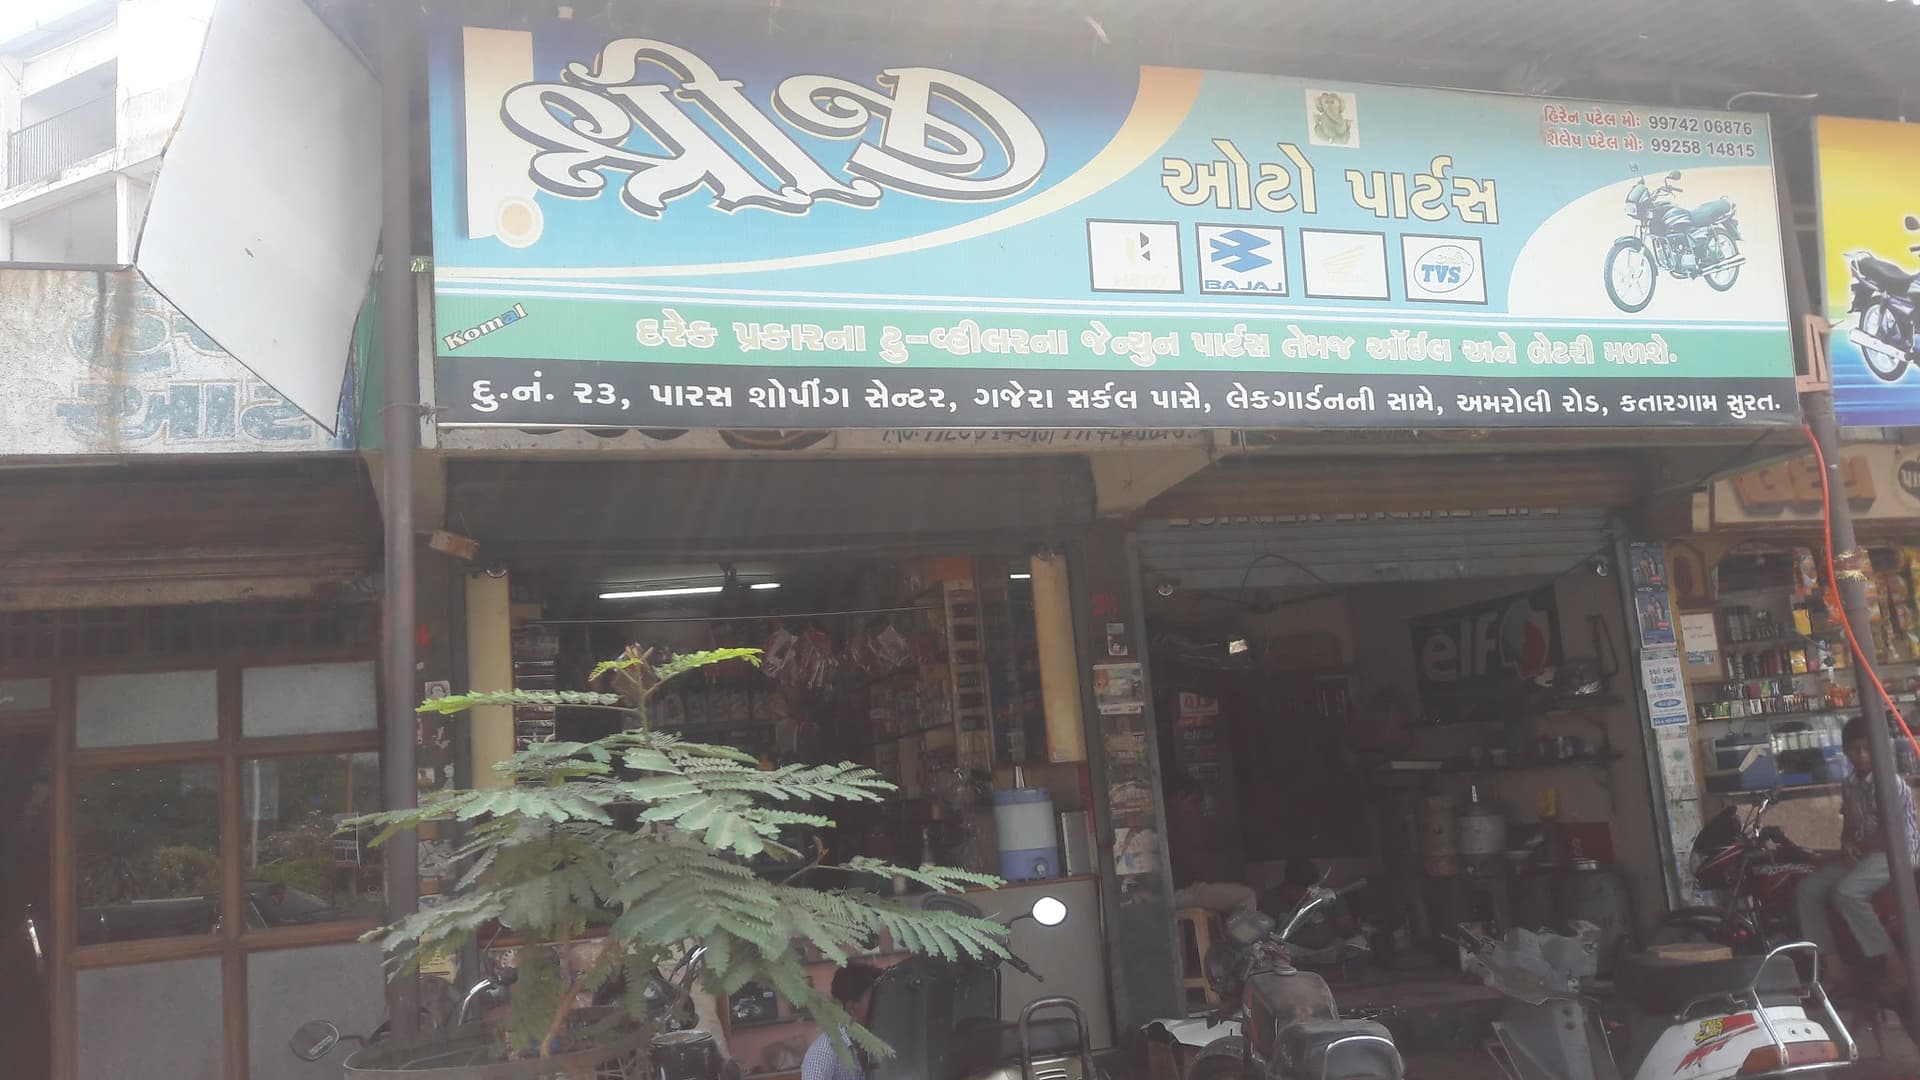 શ્રીજી
ઓટો પાર્ટસ
હિરેન પટેલ મોઃ 99742 06876
શૈલેષ પટેલ મોઃ 99258 14815
BAJAJ
TVS
Komal
દરેક પ્રકારના ટુ-વ્હીલરના જેન્યુન પાર્ટસ તેમજ ઓઈલ અને બેટરી મળશે.
દુ.નં. ૨૩, પારસ શોપીંગ સેન્ટર, ગજેરા સર્કલ પાસે, લેકગાર્ડનની સામે, અમરોલી રોડ, કતારગામ સુરત.
elf